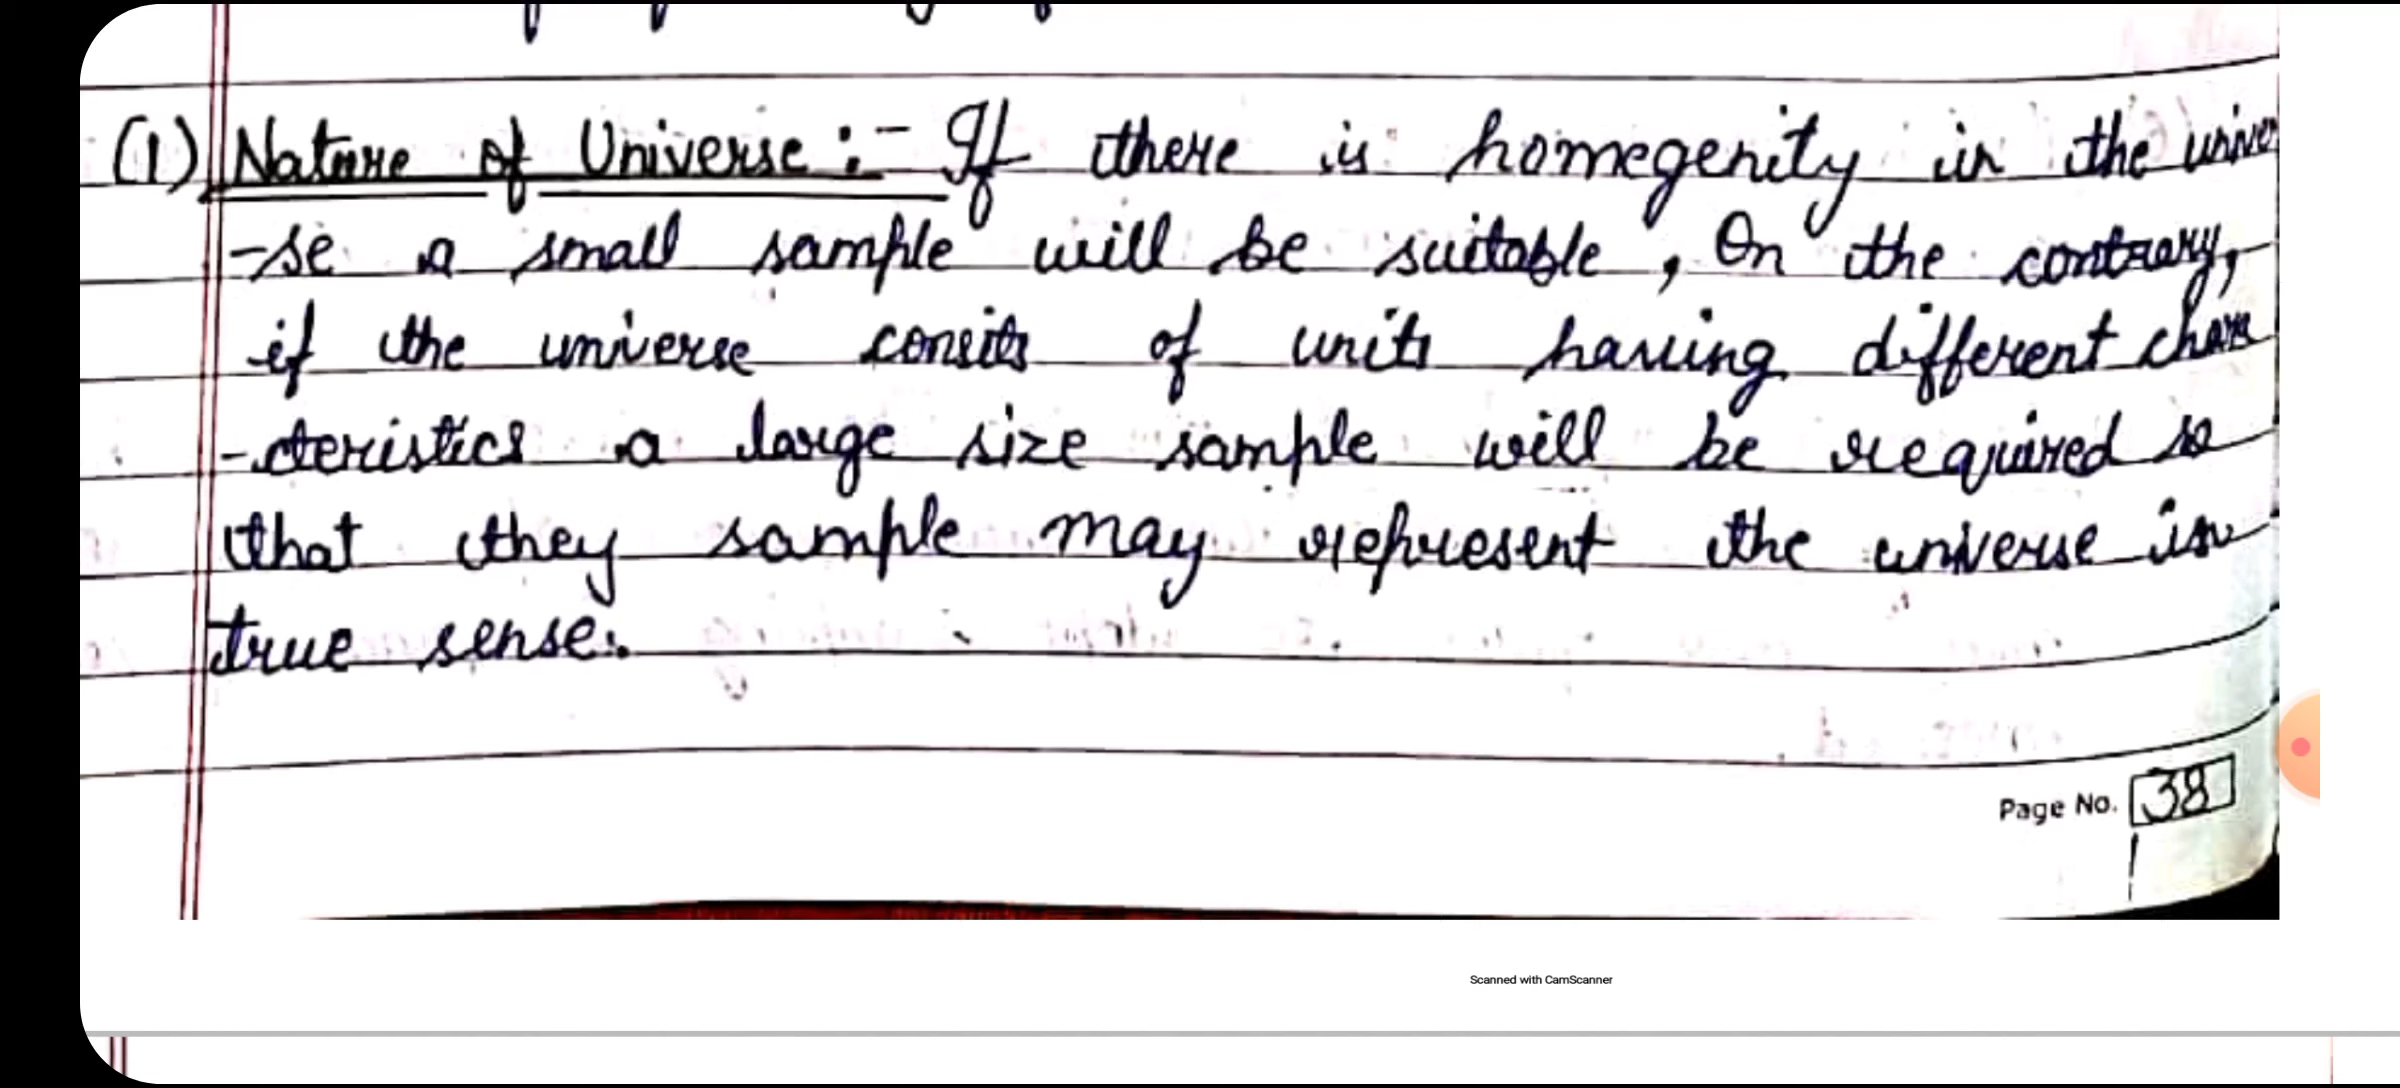 (1) Nature of Universe :- If there is homegenity in the univer
-se a small sample will be suitable, On the contrary,
if the universe consits of units having different chara
-cteristics a large size sample will be required so
that they sample may represent the universe in
true sense.
Page No. 38
Scanned with CamScanner